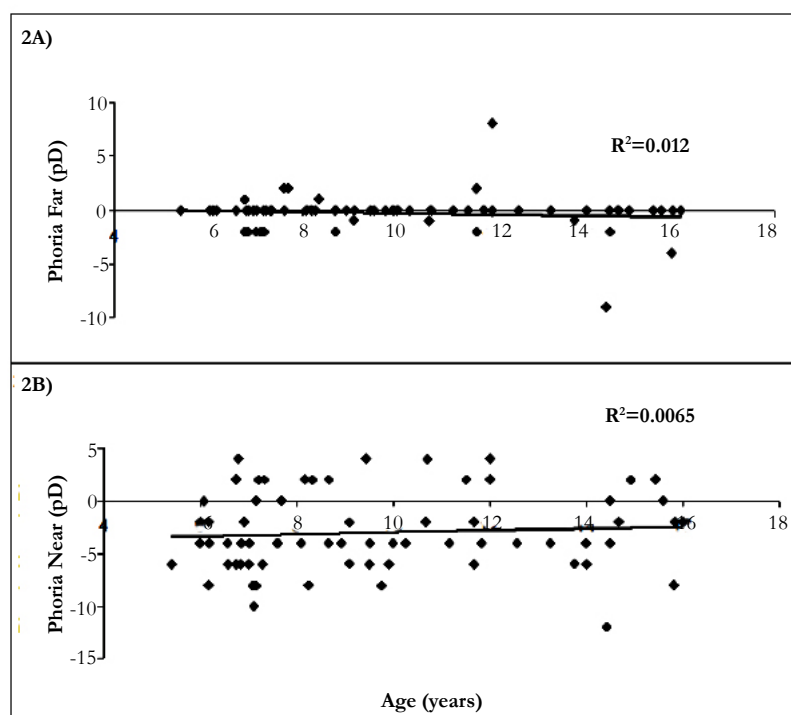 2A)
10
R²=0.012
5
Phoria Far (pD)
0
4 6 8 10 12 14 16 18
-5
-10
2B)
R²=0.0065
5
0
Phoria Near (pD)
4 6 8 10 12 14 16 18
-5
-10
-15
Age (years)